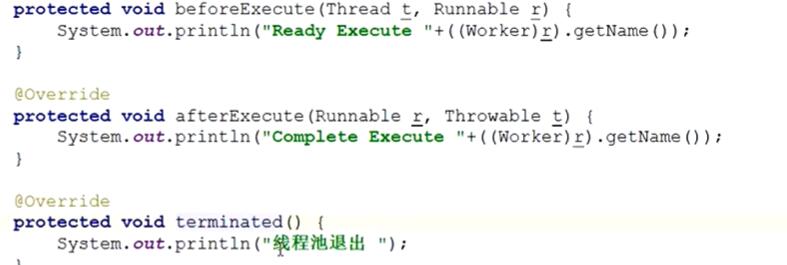 protected void beforeExecute(Thread t, Runnable r) {
System.out.println("Ready Execute "+((Worker)r).getName());
}
@Override
protected void afterExecute(Runnable r, Throwable t) {
System.out.println("Complete Execute "+((Worker)r).getName());
}
@Override
protected void terminated() {
System.out.println("线程池退出 ");
}